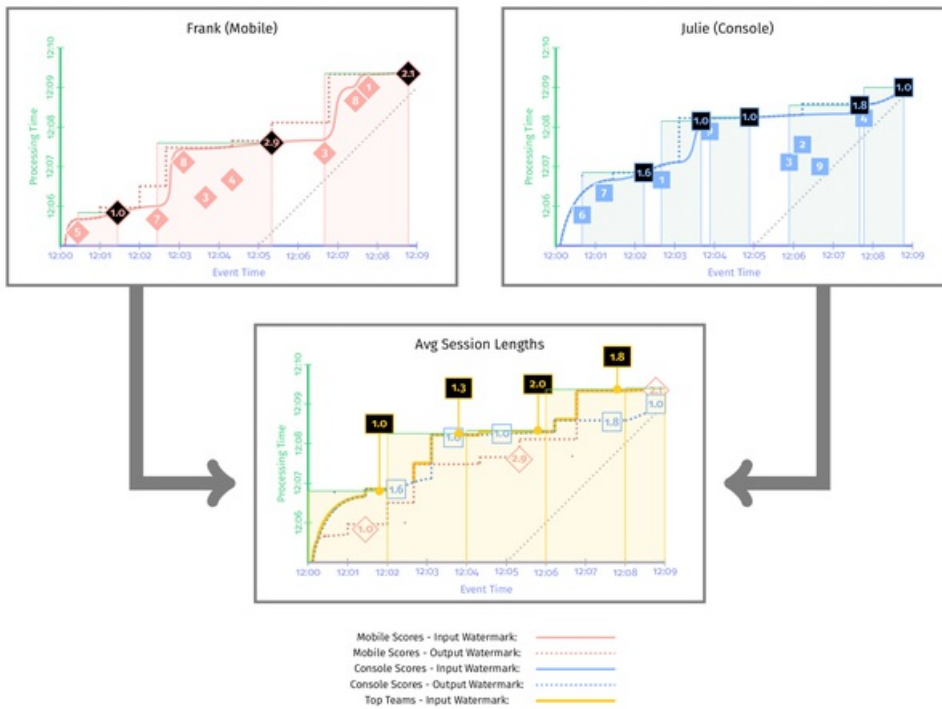 Frank (Mobile)
Processing Time
12:10
12:09
12:08
12:07
12:06
5
1.0
7
8
3
4
2.9
3
8
1
2.1
12:00 12:01 12:02 12:03 12:04 12:05 12:06 12:07 12:08 12:09
Event Time
Julie (Console)
Processing Time
12:10
12:09
12:08
12:07
12:06
6
7
1.6
1
1.0
1.0
3
2
9
1.8
4
1.0
12:00 12:01 12:02 12:03 12:04 12:05 12:06 12:07 12:08 12:09
Event Time
Avg Session Lengths
Processing Time
12:10
12:09
12:08
12:07
12:06
1.0
1.3
2.0
1.8
1.0
1.6
1.0
1.0
2.9
1.8
2.1
1.0
12:00 12:01 12:02 12:03 12:04 12:05 12:06 12:07 12:08 12:09
Event Time
Mobile Scores - Input Watermark:
Mobile Scores - Output Watermark:
Console Scores - Input Watermark:
Console Scores - Output Watermark:
Top Teams - Input Watermark: